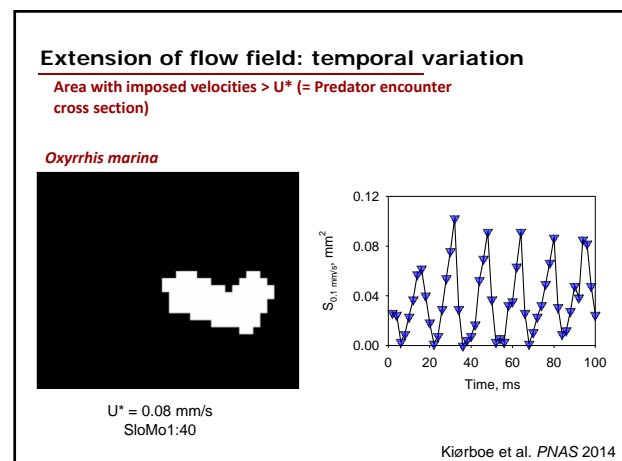 Extension of flow field: temporal variation
Area with imposed velocities > U* (= Predator encounter
cross section)
Oxyrrhis marina
U* = 0.08 mm/s
SloMo1:40
S0.1 mm/s, mm2
0.12
0.08
0.04
0.00
0 20 40 60 80 100
Time, ms
Kiørboe et al. PNAS 2014